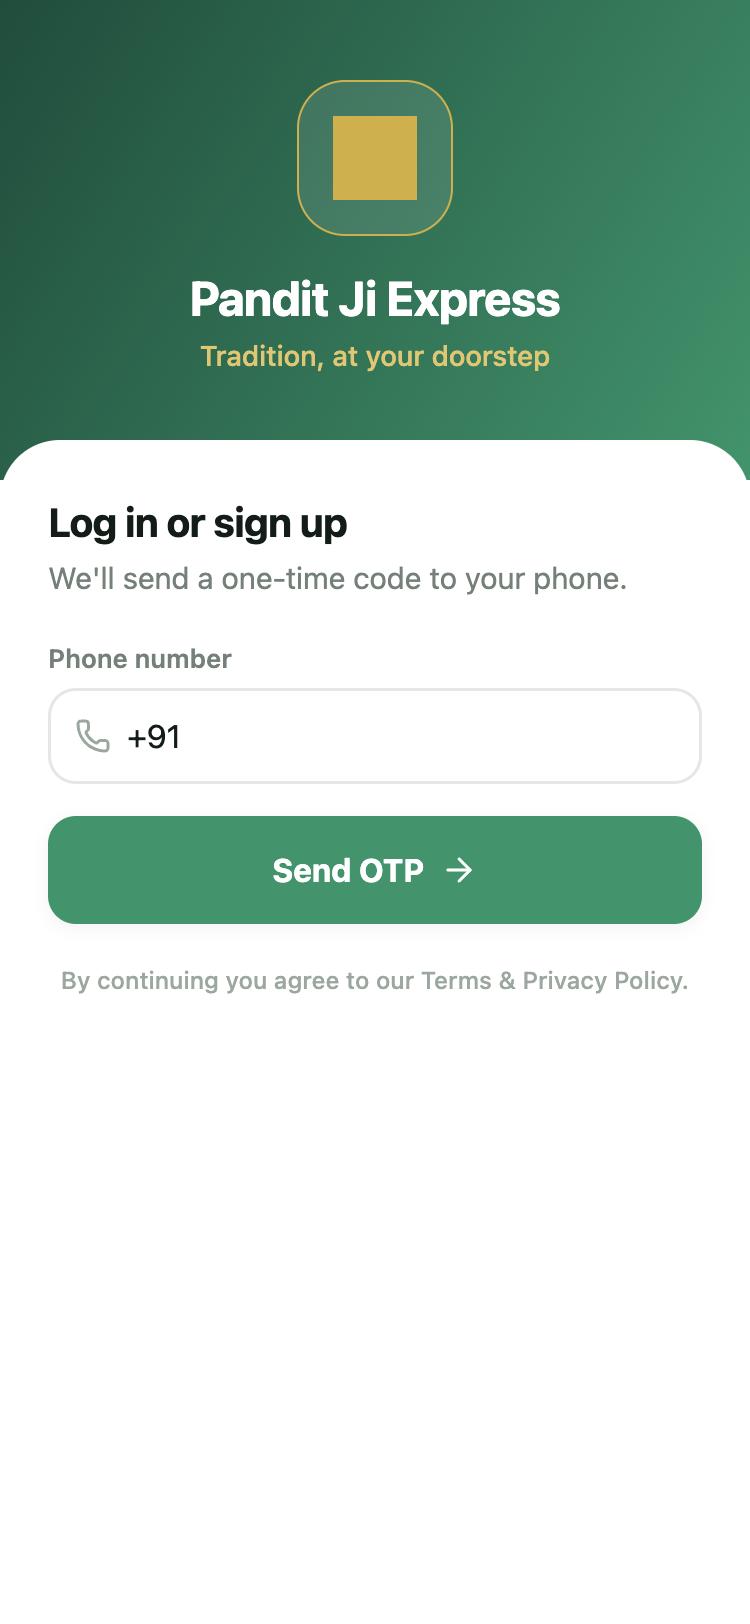 Pandit Ji Express
Tradition, at your doorstep
Log in or sign up
We'll send a one-time code to your phone.
Phone number
+91
Send OTP
By continuing you agree to our Terms & Privacy Policy.